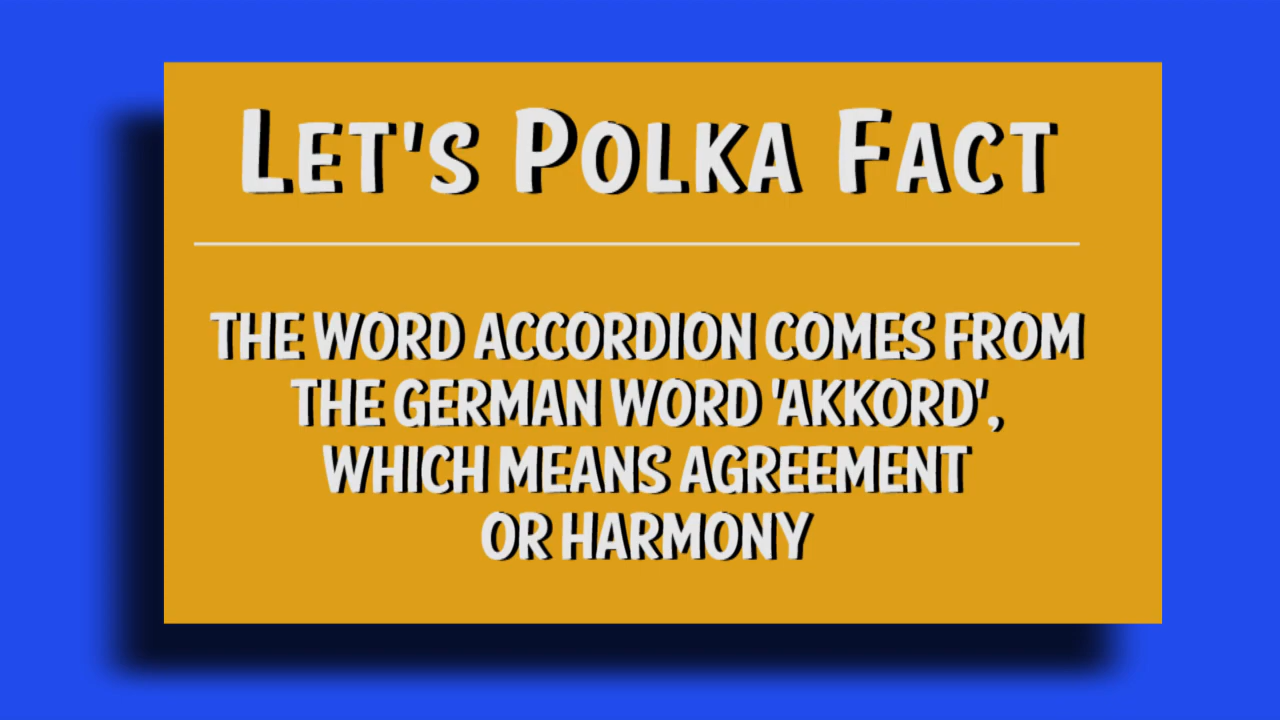 LET'S POLKA FACT
THE WORD ACCORDION COMES FROM
THE GERMAN WORD 'AKKORD',
WHICH MEANS AGREEMENT
OR HARMONY